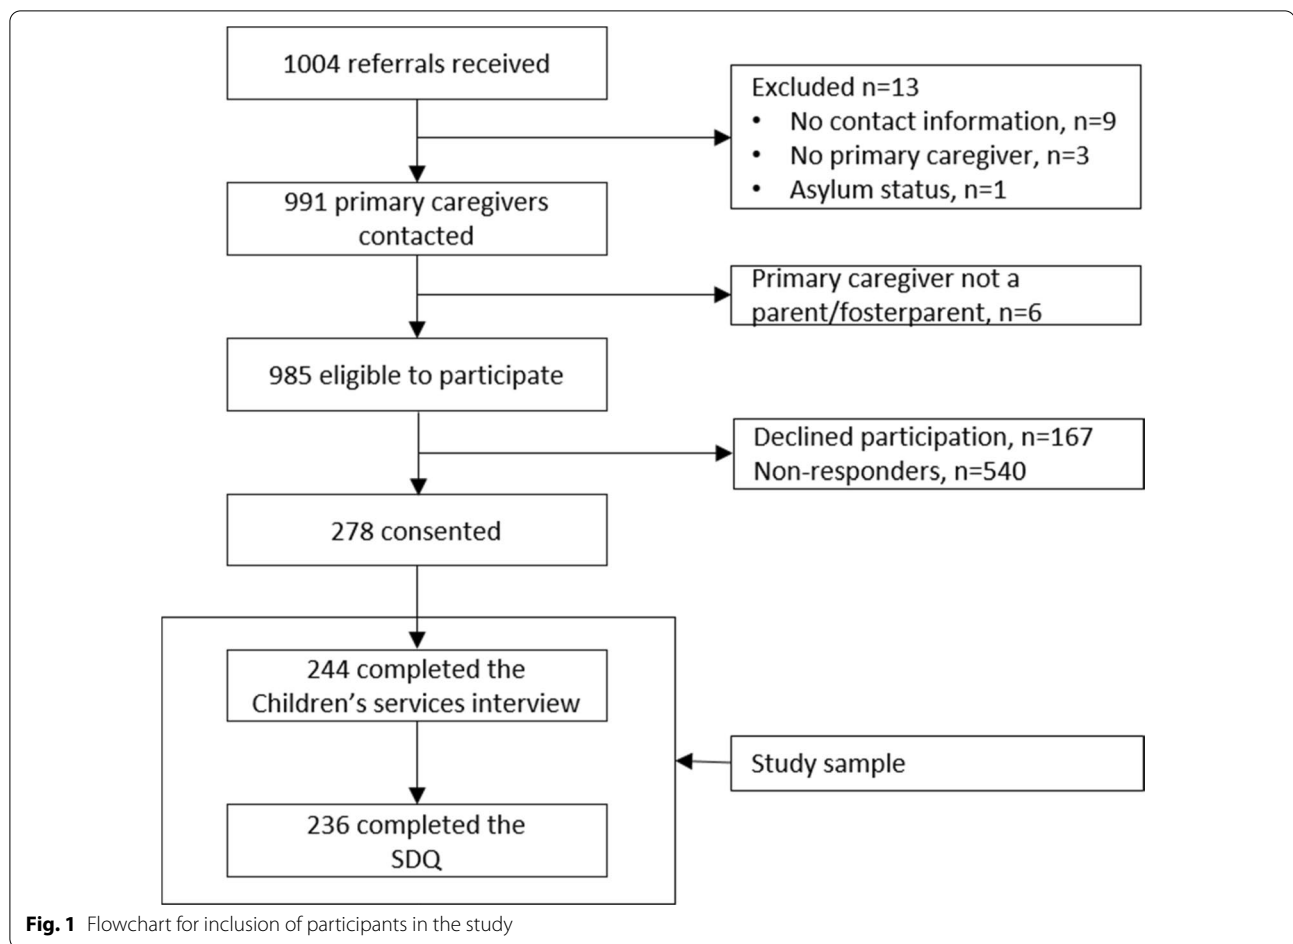 1004 referrals received
Excluded n=13
• No contact information, n=9
• No primary caregiver, n=3
• Asylum status, n=1
991 primary caregivers
contacted
Primary caregiver not a
parent/fosterparent, n=6
985 eligible to participate
Declined participation, n=167
Non-responders, n=540
278 consented
244 completed the
Children's services interview
Study sample
236 completed the
SDQ
Fig. 1 Flowchart for inclusion of participants in the study